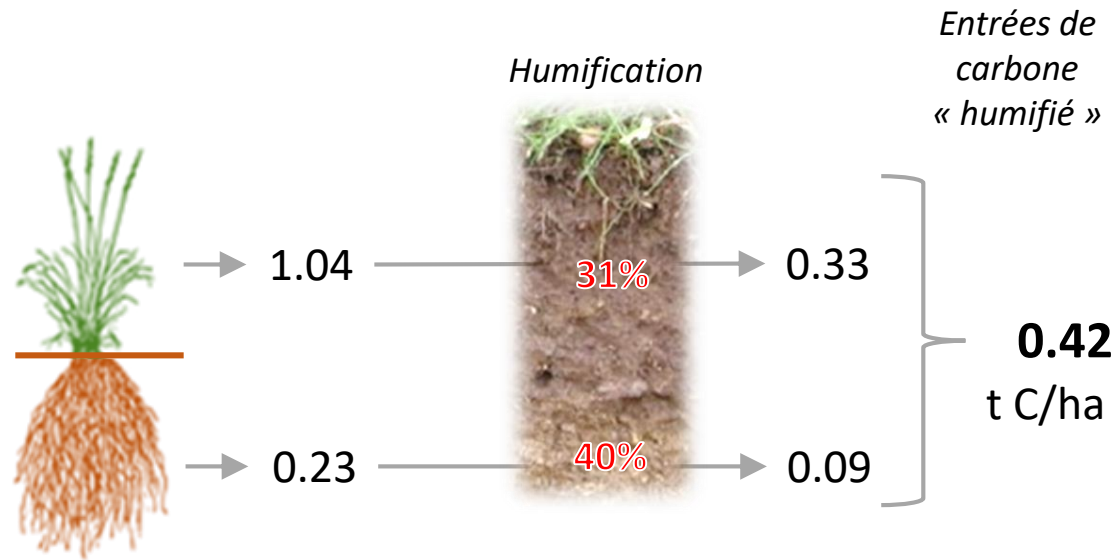 Entrées de
carbone
« humifié »
Humification
1.04
31%
0.33
0.42
t C/ha
0.23
40%
0.09